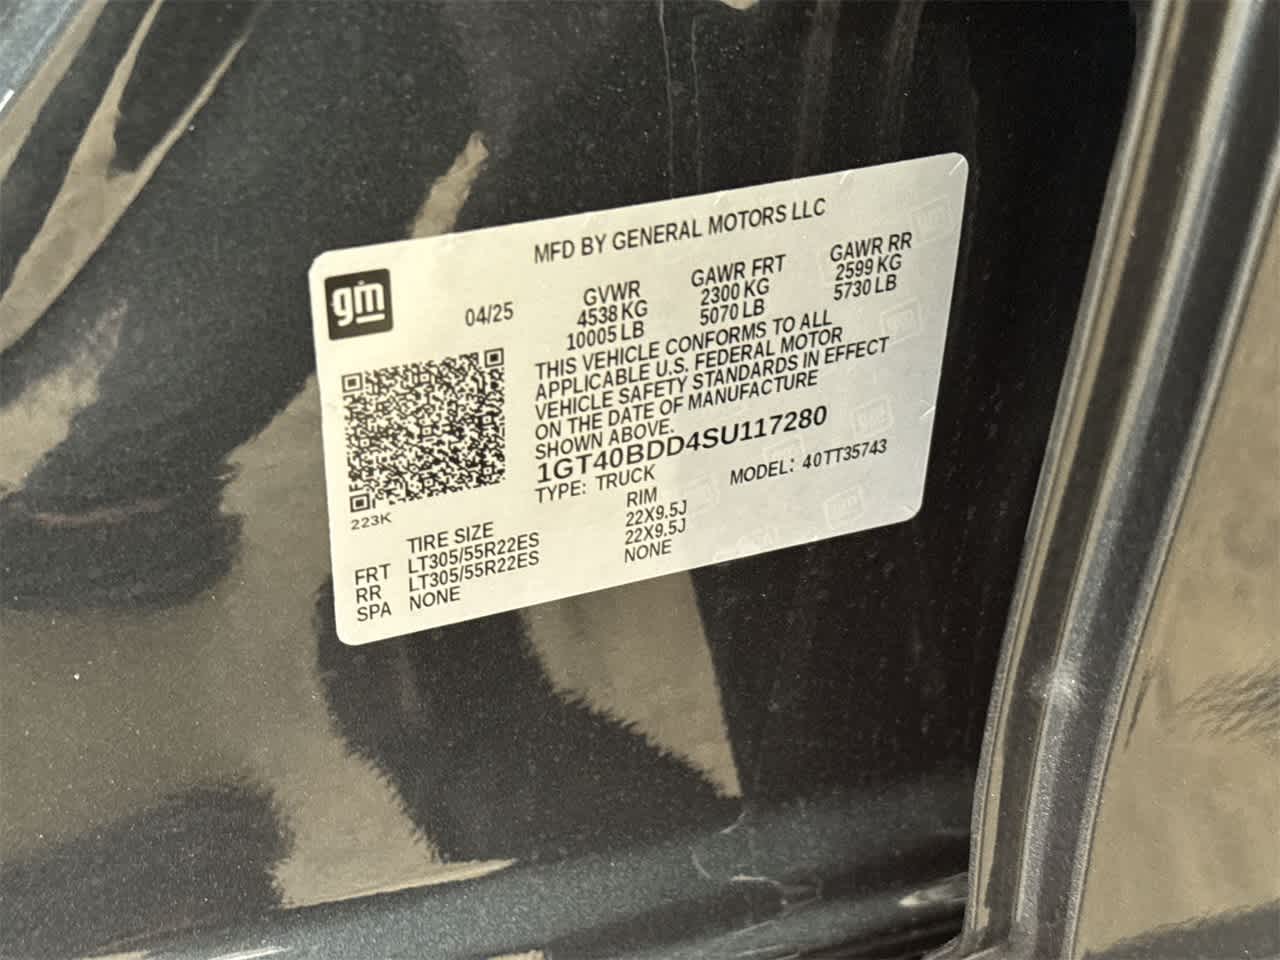 MFD BY GENERAL MOTORS LLC
gm
04/25
GVWR GAWR FRT GAWR RR
4538 KG 2300 KG 2599 KG
10005 LB 5070 LB 5730 LB
THIS VEHICLE CONFORMS TO ALL
APPLICABLE U.S. FEDERAL MOTOR
VEHICLE SAFETY STANDARDS IN EFFECT
ON THE DATE OF MANUFACTURE
SHOWN ABOVE.
1GT40BDD4SU117280
TYPE: TRUCK MODEL: 40TT35743
223K
TIRE SIZE RIM
FRT LT305/55R22ES 22X9.5J
RR LT305/55R22ES 22X9.5J
SPA NONE NONE